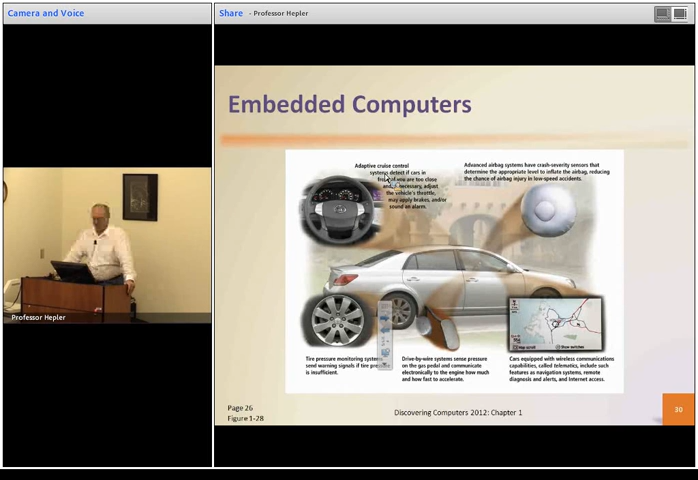 Camera and Voice
Share - Professor Hepler
Embedded Computers
Adaptive cruise control
systems detect if cars in
front of you are too close
and, if necessary, adjust
the vehicle's throttle,
may apply brakes, and/or
sound an alarm.
Advanced airbag systems have crash-severity sensors that
determine the appropriate level to inflate the airbag, reducing
the chance of airbag injury in low-speed accidents.
Professor Hepler
Tire pressure monitoring systems
send warning signals if tire pressure
is insufficient.
Drive-by-wire systems sense pressure
on the gas pedal and communicate
electronically to the engine how much
and how fast to accelerate.
Cars equipped with wireless communications
capabilities, called telematics, include such
features as navigation systems, remote
diagnosis and alerts, and Internet access.
Page 26
Figure 1-28
Discovering Computers 2012: Chapter 1
30